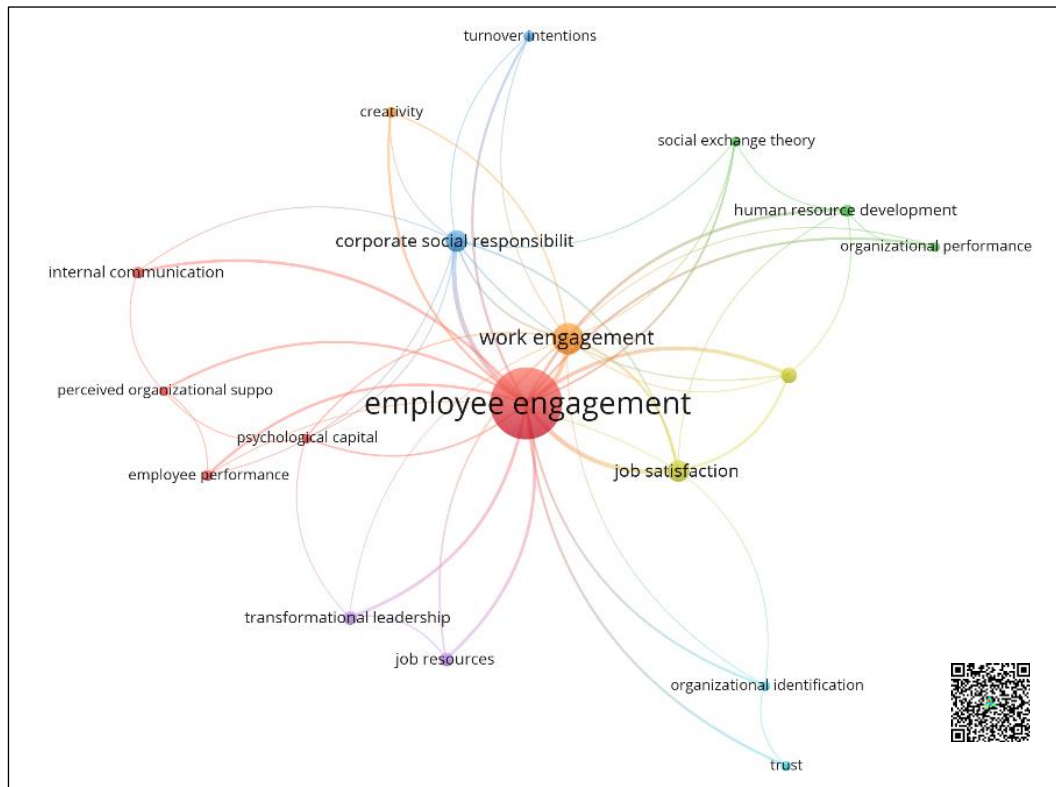 turnover intentions
creativity
social exchange theory
human resource development
corporate social responsibilit
organizational performance
internal communication
work engagement
perceived organizational suppo
employee engagement
psychological capital
job satisfaction
employee performance
transformational leadership
job resources
organizational identification
trust